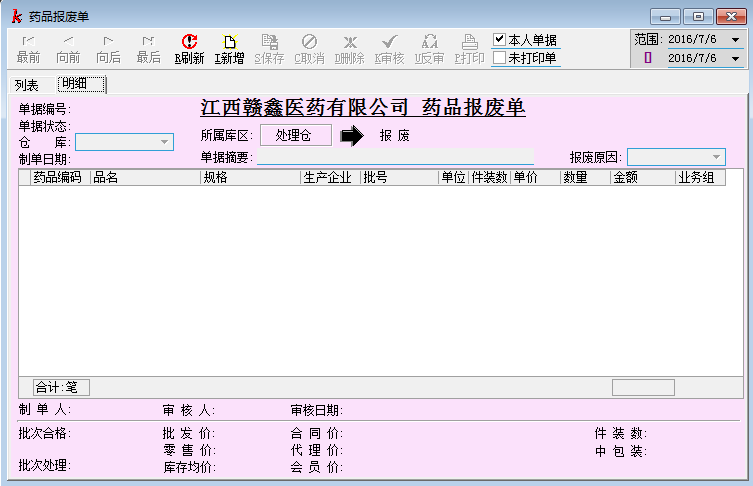 药品报废单
最前 向前 向后 最后 R刷新 I新增 S保存 C取消 D删除 K审核 U反审 P打印
本人单据
未打印单
范围: 2016/7/6
[] 2016/7/6
列表 明细
江西赣鑫医药有限公司 药品报废单
单据编号:
单据状态:
所属库区: 处理仓 报 废
仓 库:
制单日期:
单据摘要:
报废原因:
药品编码 品名 规格 生产企业 批号 单位 件装数 单价 数量 金额 业务组
合计:笔
制 单 人: 审 核 人: 审核日期:
批次合格: 批 发 价: 合 同 价: 件 装 数:
零 售 价: 代 理 价: 中 包 装:
批次处理: 库存均价: 会 员 价: